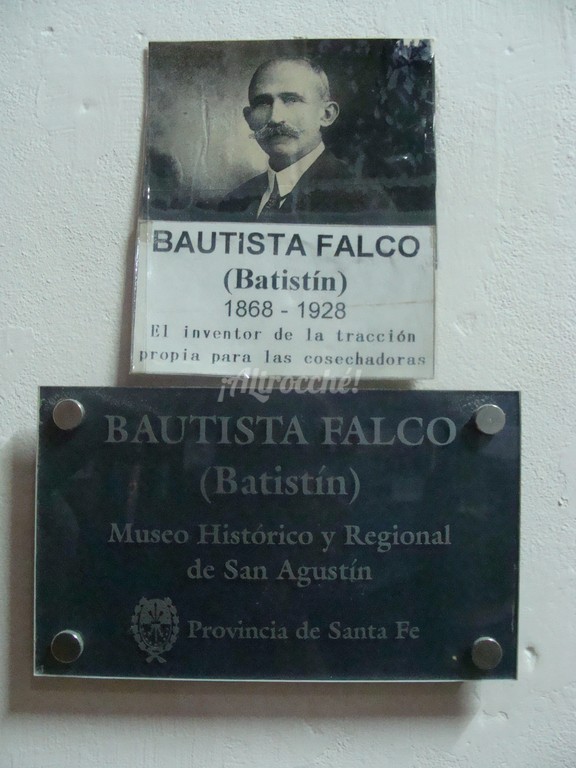 BAUTISTA FALCO
(Batistín)
1868 - 1928
El inventor de la tracción
propia para las cosechadoras
¡Altrocché!
BAUTISTA FALCO
(Batistín)
Museo Histórico y Regional
de San Agustín
Provincia de Santa Fe